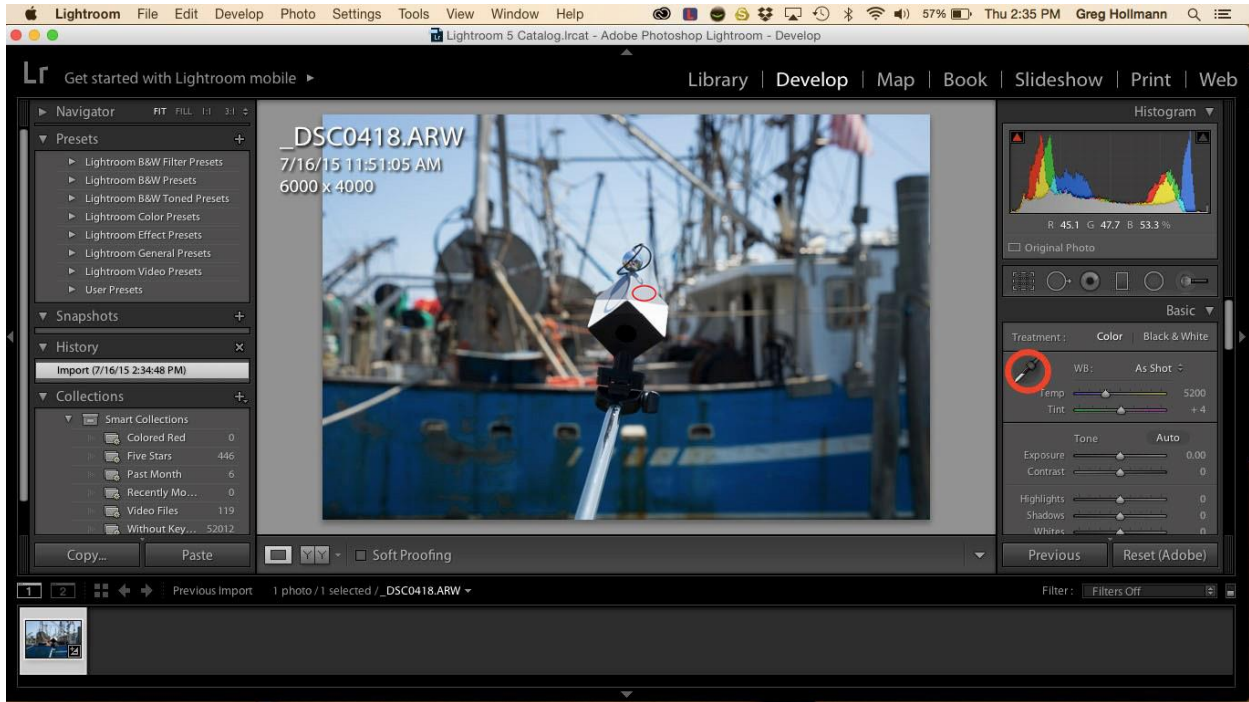 Lightroom File Edit Develop Photo Settings Tools View Window Help 57% Thu 2:35 PM Greg Hollmann
Lightroom 5 Catalog.lrcat - Adobe Photoshop Lightroom - Develop
Lr Get started with Lightroom mobile Library | Develop | Map | Book | Slideshow | Print | Web
Navigator FIT FILL 1:1 3:1
Presets +
Lightroom B&W Filter Presets
Lightroom B&W Presets
Lightroom B&W Toned Presets
Lightroom Color Presets
Lightroom Effect Presets
Lightroom General Presets
Lightroom Video Presets
User Presets
Snapshots +
History ×
Import (7/16/15 2:34:48 PM)
Collections +
Smart Collections
Colored Red 0
Five Stars 446
Past Month 6
Recently Mo... 0
Video Files 119
Without Key... 52012
Copy... Paste
_DSC0418.ARW
7/16/15 11:51:05 AM
6000 x 4000
Y Y Soft Proofing
Histogram
R 45.1 G 47.7 B 53.3 %
Original Photo
Basic
Treatment : Color | Black & White
WB : As Shot
Temp 5200
Tint + 4
Tone Auto
Exposure 0.00
Contrast 0
Highlights 0
Shadows 0
Whites 0
Previous Reset (Adobe)
1 2 Previous Import 1 photo / 1 selected / _DSC0418.ARW Filter : Filters Off